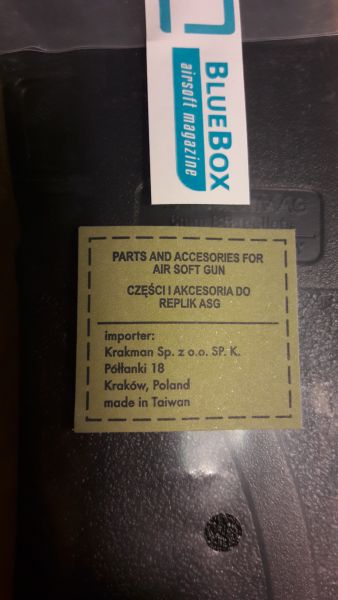 BLUEBOX
airsoft magazine
PARTS AND ACCESORIES FOR
AIR SOFT GUN
CZĘŚCI I AKCESORIA DO
REPLIK ASG
importer:
Krakman Sp. z o.o. SP. K.
Półłanki 18
Kraków, Poland
made in Taiwan